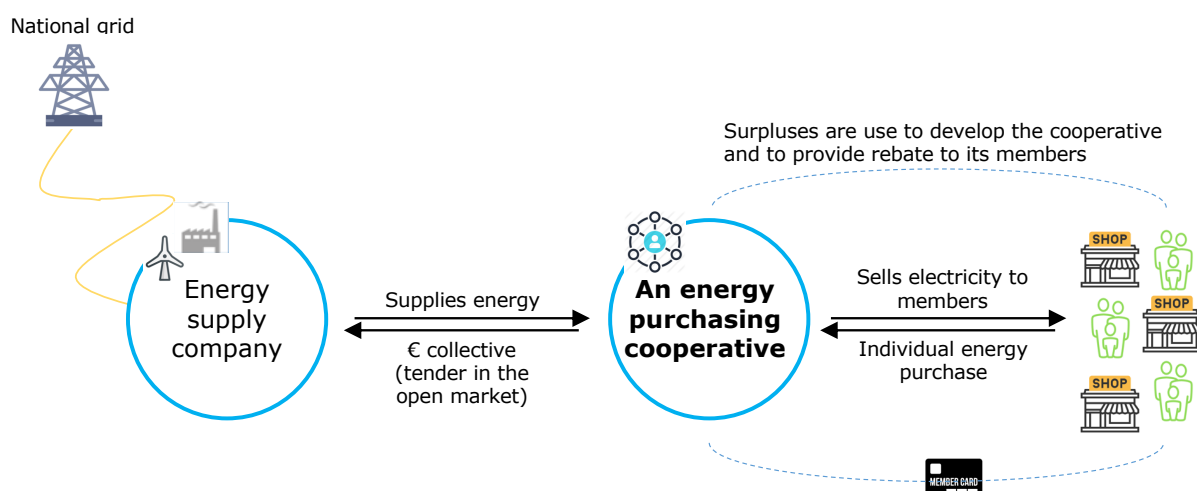 National grid
Surpluses are use to develop the cooperative
and to provide rebate to its members
Energy
supply
company
Supplies energy
€ collective
(tender in the
open market)
An energy
purchasing
cooperative
Sells electricity to
members
Individual energy
purchase
SHOP
SHOP
SHOP
MEMBER CARD